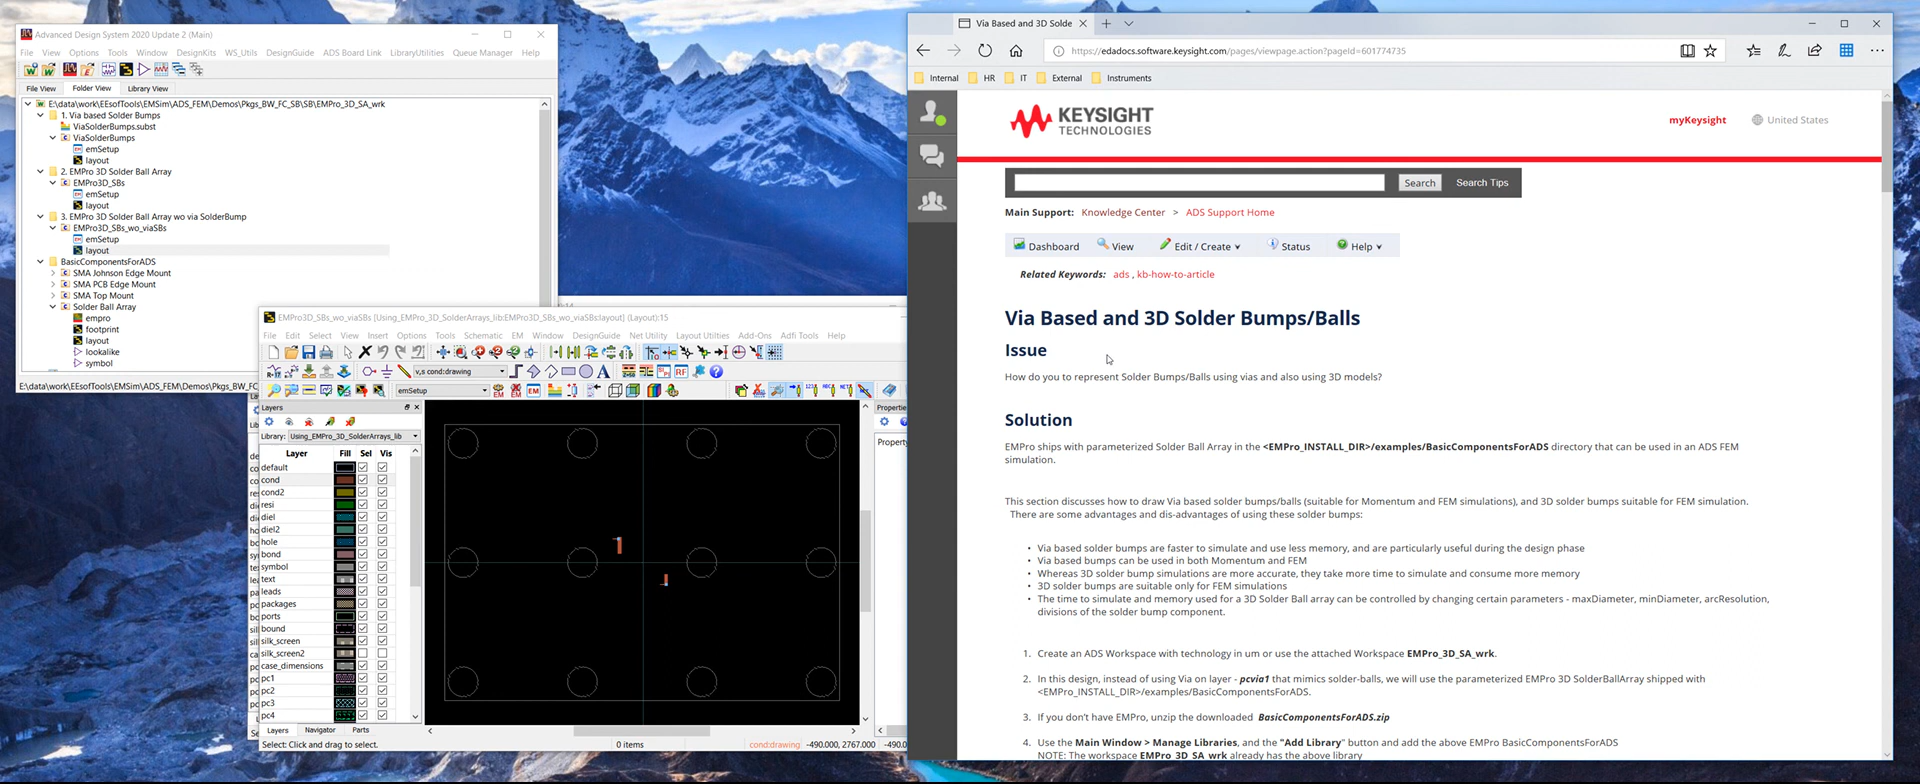 Advanced Design System 2020 Update 2 (Main)
File View Options Tools Window DesignKits WS_Utils DesignGuide ADS Board Link LibraryUtilities Queue Manager Help
File View Folder View Library View
E:\data\work\EEsofTools\EMSim\ADS_FEM\Demos\Pkgs_BW_FC_SB\SB\EMPro_3D_SA_wrk
1. Via based Solder Bumps
ViaSolderBumps.subst
ViaSolderBumps
emSetup
layout
2. EMPro 3D Solder Ball Array
EMPro3D_SBs
emSetup
layout
3. EMPro 3D Solder Ball Array wo via SolderBump
EMPro3D_SBs_wo_viaSBs
emSetup
layout
BasicComponentsForADS
SMA Johnson Edge Mount
SMA PCB Edge Mount
SMA Top Mount
Solder Ball Array
empro
footprint
layout
lookalike
symbol
E:\data\work\EEsofTools\EMSim\ADS_FEM\Demos\Pkgs_BW_FC
EMPro3D_SBs_wo_viaSBs [Using_EMPro_3D_SolderArrays_lib:EMPro3D_SBs_wo_viaSBs:layout] (Layout):15
File Edit Select View Insert Options Tools Schematic EM Window DesignGuide Net Utility Layout Utilties Add-Ons Adfi Tools Help
v,s cond:drawing
emSetup
Layers
Library: Using_EMPro_3D_SolderArrays_lib
Layer Fill Sel Vis
default
cond
cond2
resi
diel
diel2
hole
bond
symbol
text
leads
packages
ports
bound
silk_screen
silk_screen2
case_dimensions
pc1
pc2
pc3
pc4
Layers Navigator Parts
Select: Click and drag to select.
0 items
cond:drawing
-490.000, 2767.000
-490.0
Propertie
Property
Via Based and 3D Solde
https://edadocs.software.keysight.com/pages/viewpage.action?pageId=601774735
Internal HR IT External Instruments
KEYSIGHT
TECHNOLOGIES
myKeysight United States
Search Search Tips
Main Support: Knowledge Center > ADS Support Home
Dashboard View Edit / Create Status Help
Related Keywords: ads , kb-how-to-article
Via Based and 3D Solder Bumps/Balls
Issue
How do you to represent Solder Bumps/Balls using vias and also using 3D models?
Solution
EMPro ships with parameterized Solder Ball Array in the <EMPro_INSTALL_DIR>/examples/BasicComponentsForADS directory that can be used in an ADS FEM
simulation.
This section discusses how to draw Via based solder bumps/balls (suitable for Momentum and FEM simulations), and 3D solder bumps suitable for FEM simulation.
There are some advantages and dis-advantages of using these solder bumps:
• Via based solder bumps are faster to simulate and use less memory, and are particularly useful during the design phase
• Via based bumps can be used in both Momentum and FEM
• Whereas 3D solder bump simulations are more accurate, they take more time to simulate and consume more memory
• 3D solder bumps are suitable only for FEM simulations
• The time to simulate and memory used for a 3D Solder Ball array can be controlled by changing certain parameters - maxDiameter, minDiameter, arcResolution,
divisions of the solder bump component.
1. Create an ADS Workspace with technology in um or use the attached Workspace EMPro_3D_SA_wrk.
2. In this design, instead of using Via on layer - pcvia1 that mimics solder-balls, we will use the parameterized EMPro 3D SolderBallArray shipped with
<EMPro_INSTALL_DIR>/examples/BasicComponentsForADS.
3. If you don't have EMPro, unzip the downloaded BasicComponentsForADS.zip
4. Use the Main Window > Manage Libraries, and the "Add Library" button and add the above EMPro BasicComponentsForADS
NOTE: The workspace EMPro_3D_SA_wrk already has the above library